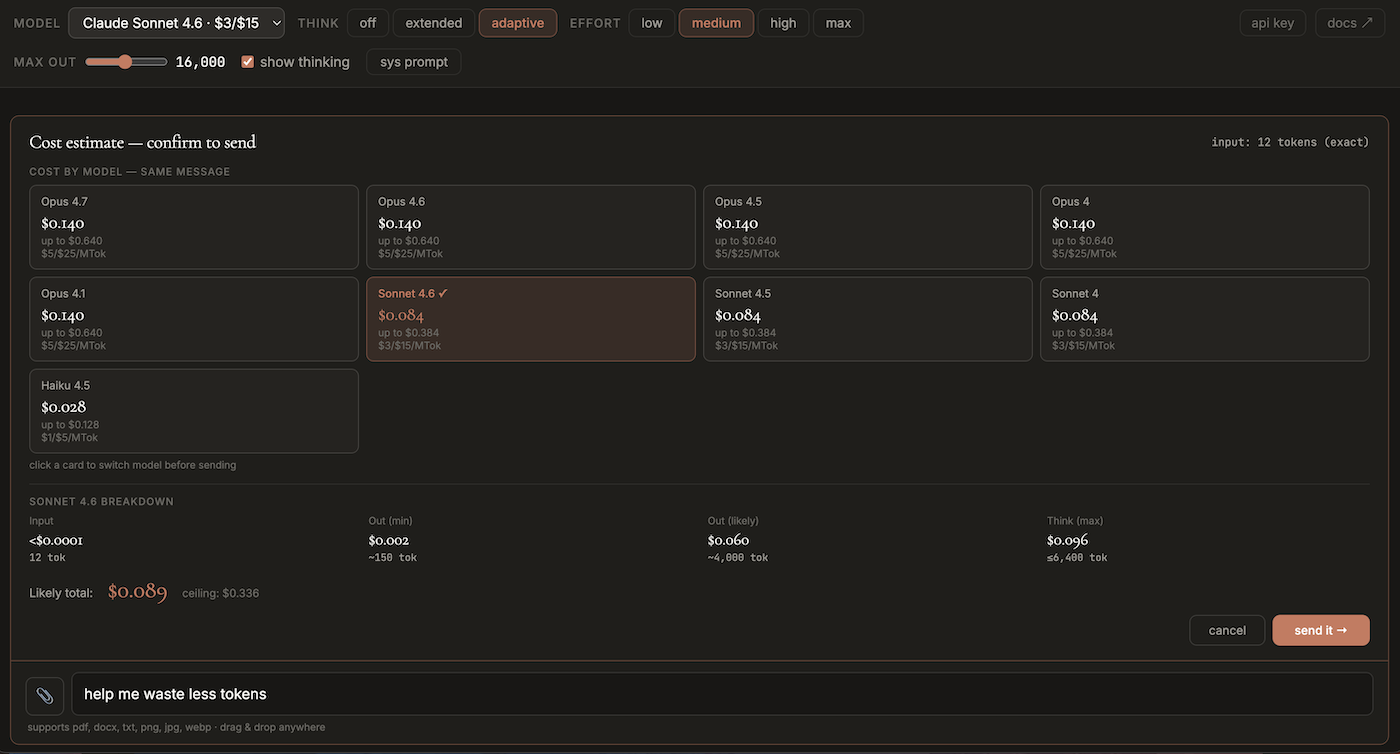 MODEL Claude Sonnet 4.6 · $3/$15 THINK off extended adaptive EFFORT low medium high max api key docs ↗
MAX OUT 16,000 show thinking sys prompt
Cost estimate — confirm to send input: 12 tokens (exact)
COST BY MODEL — SAME MESSAGE
Opus 4.7
$0.140
up to $0.640
$5/$25/MTok
Opus 4.6
$0.140
up to $0.640
$5/$25/MTok
Opus 4.5
$0.140
up to $0.640
$5/$25/MTok
Opus 4
$0.140
up to $0.640
$5/$25/MTok
Opus 4.1
$0.140
up to $0.640
$5/$25/MTok
Sonnet 4.6 ✓
$0.084
up to $0.384
$3/$15/MTok
Sonnet 4.5
$0.084
up to $0.384
$3/$15/MTok
Sonnet 4
$0.084
up to $0.384
$3/$15/MTok
Haiku 4.5
$0.028
up to $0.128
$1/$5/MTok
click a card to switch model before sending
SONNET 4.6 BREAKDOWN
Input
<$0.0001
12 tok
Out (min)
$0.002
~150 tok
Out (likely)
$0.060
~4,000 tok
Think (max)
$0.096
≤6,400 tok
Likely total: $0.089 ceiling: $0.336
cancel send it →
help me waste less tokens
supports pdf, docx, txt, png, jpg, webp · drag & drop anywhere